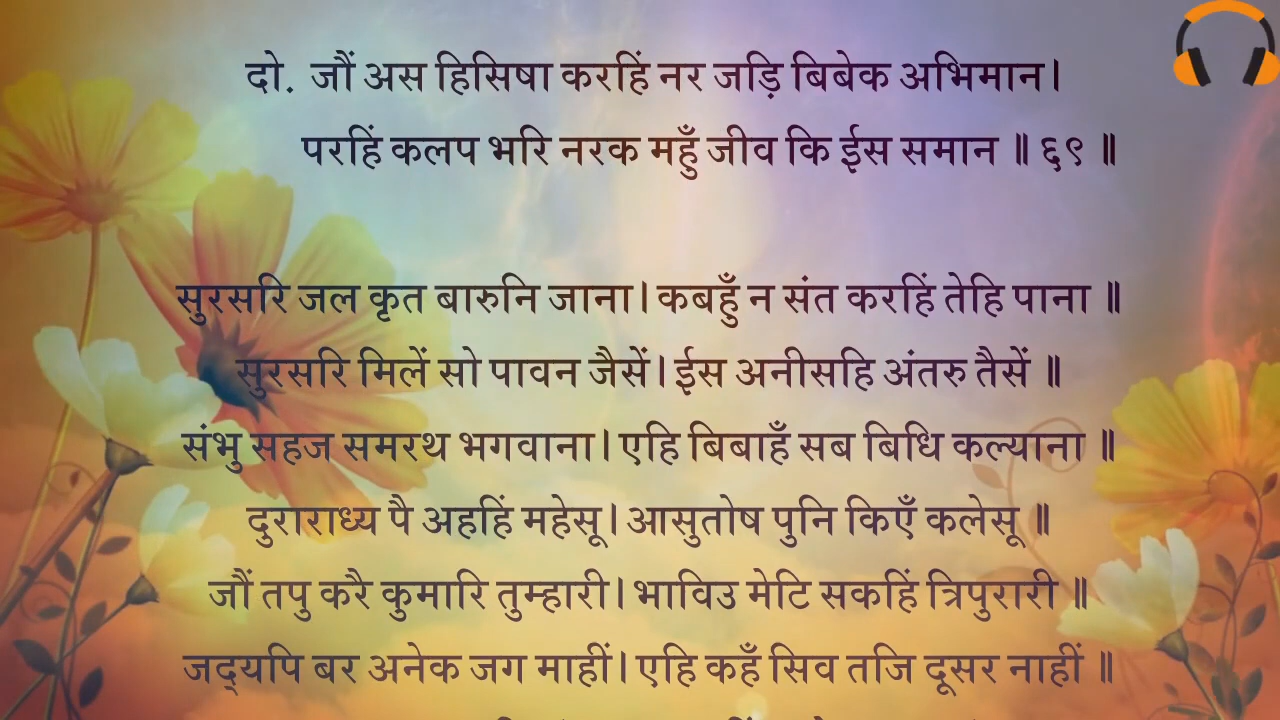 दो. जौं अस हिसिषा करहिं नर जड़ि बिबेक अभिमान।
परहिं कलप भरि नरक महुँ जीव कि ईस समान ॥ ६९ ॥
सुरसरि जल कृत बारुनि जाना। कबहुँ न संत करहिं तेहि पाना ॥
सुरसरि मिलें सो पावन जैसें। ईस अनीसहि अंतरु तैसें ॥
संभु सहज समरथ भगवाना। एहि बिबाहँ सब बिधि कल्याना ॥
दुराराध्य पै अहहिं महेसू। आसुतोष पुनि किएँ कलेसू ॥
जौं तपु करै कुमारि तुम्हारी। भाविउ मेटि सकहिं त्रिपुरारी ॥
जद्यपि बर अनेक जग माहीं। एहि कहँ सिव तजि दूसर नाहीं ॥